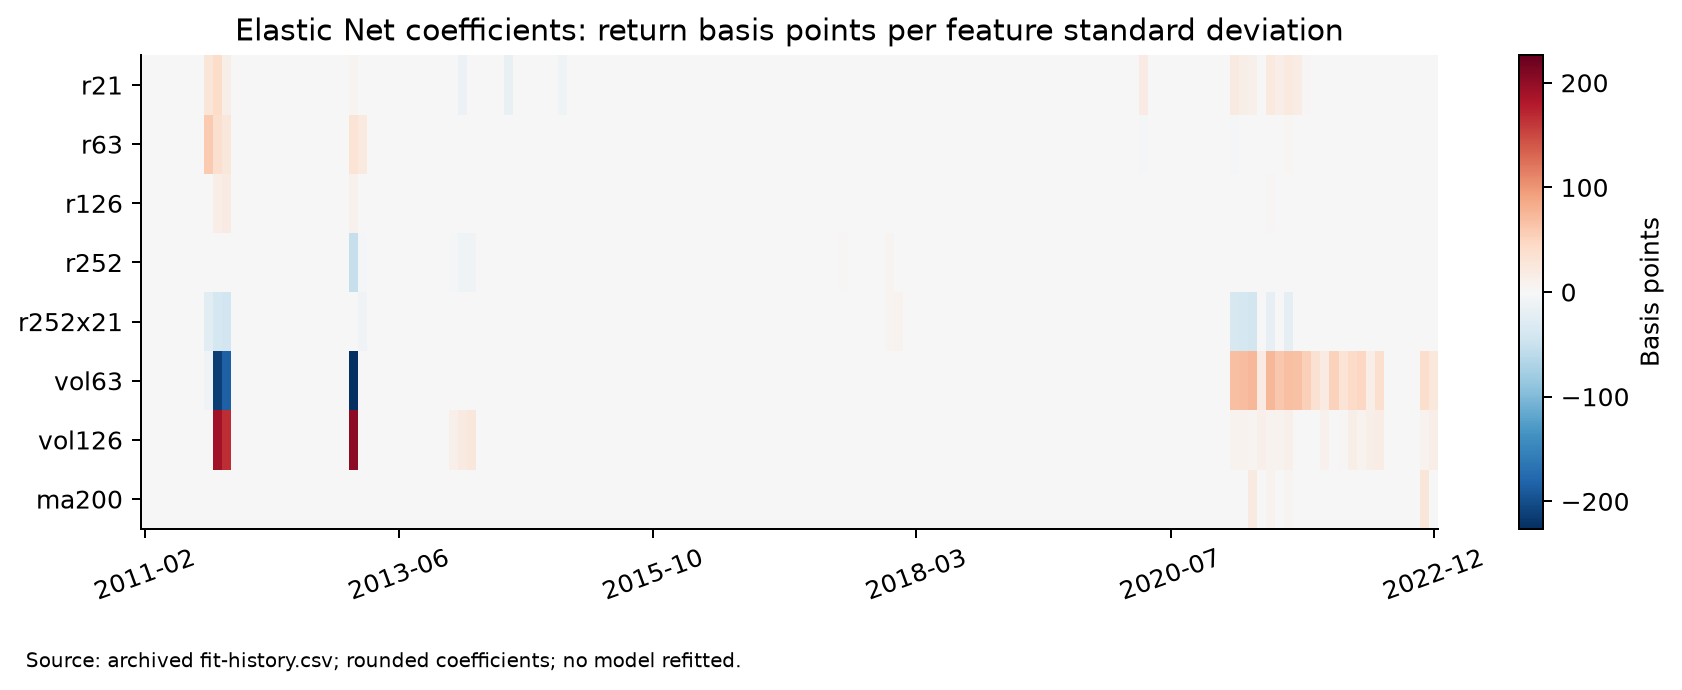 Elastic Net coefficients: return basis points per feature standard deviation
r21
r63
r126
r252
r252x21
vol63
vol126
ma200
2011-02
2013-06
2015-10
2018-03
2020-07
2022-12
200
100
0
−100
−200
Basis points
Source: archived fit-history.csv; rounded coefficients; no model refitted.